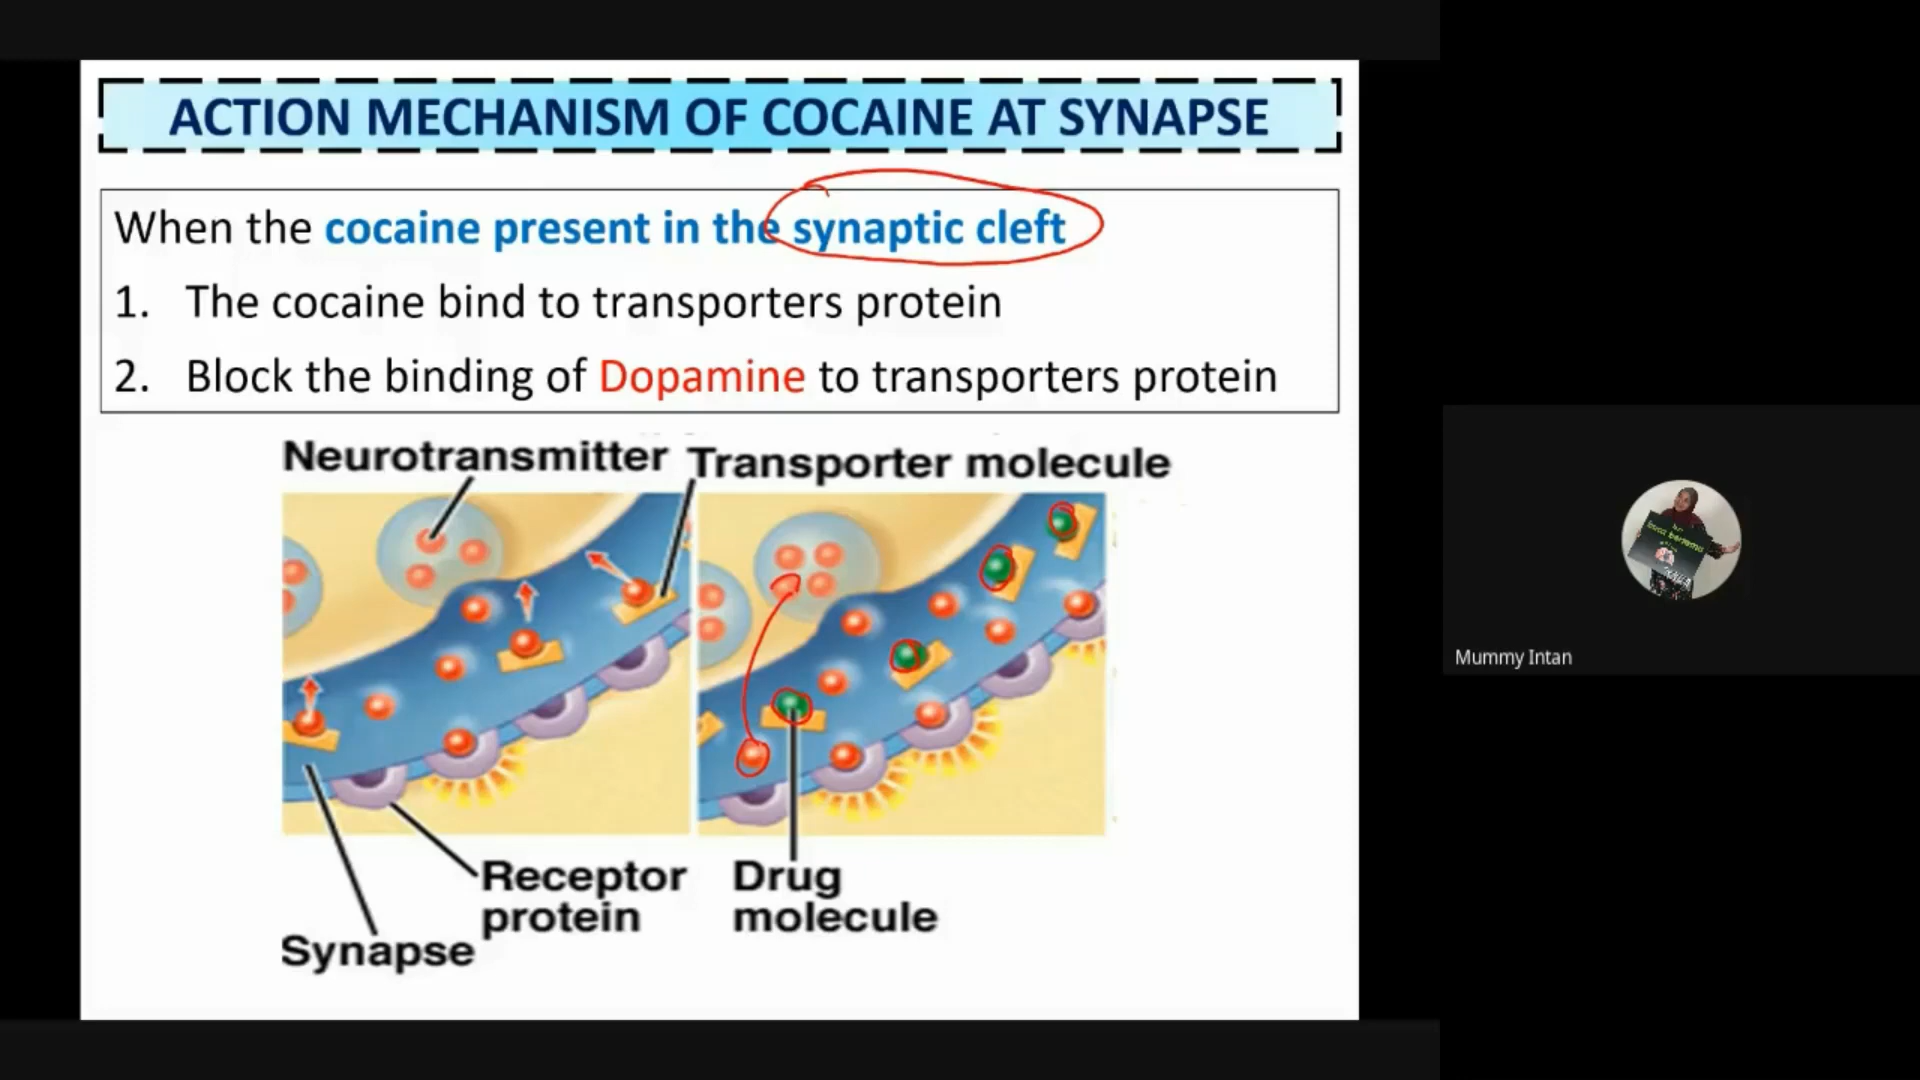 ACTION MECHANISM OF COCAINE AT SYNAPSE
When the cocaine present in the synaptic cleft
1. The cocaine bind to transporters protein
2. Block the binding of Dopamine to transporters protein
Neurotransmitter
Transporter molecule
Receptor
protein
Drug
molecule
Synapse
Mummy Intan